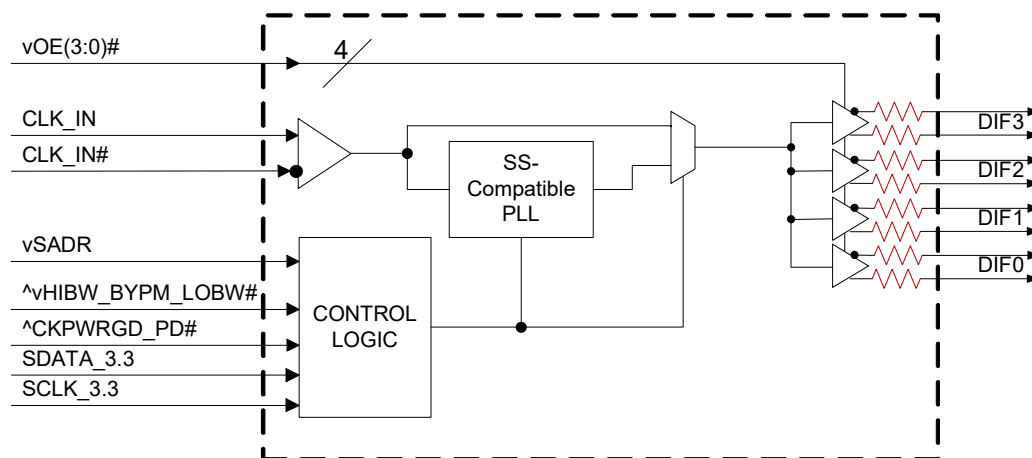 vOE(3:0)#
4
CLK_IN
CLK_IN#
SS-
Compatible
PLL
DIF3
DIF2
DIF1
DIF0
vSADR
^vHIBW_BYPM_LOBW#
^CKPWRGD_PD#
SDATA_3.3
SCLK_3.3
CONTROL
LOGIC